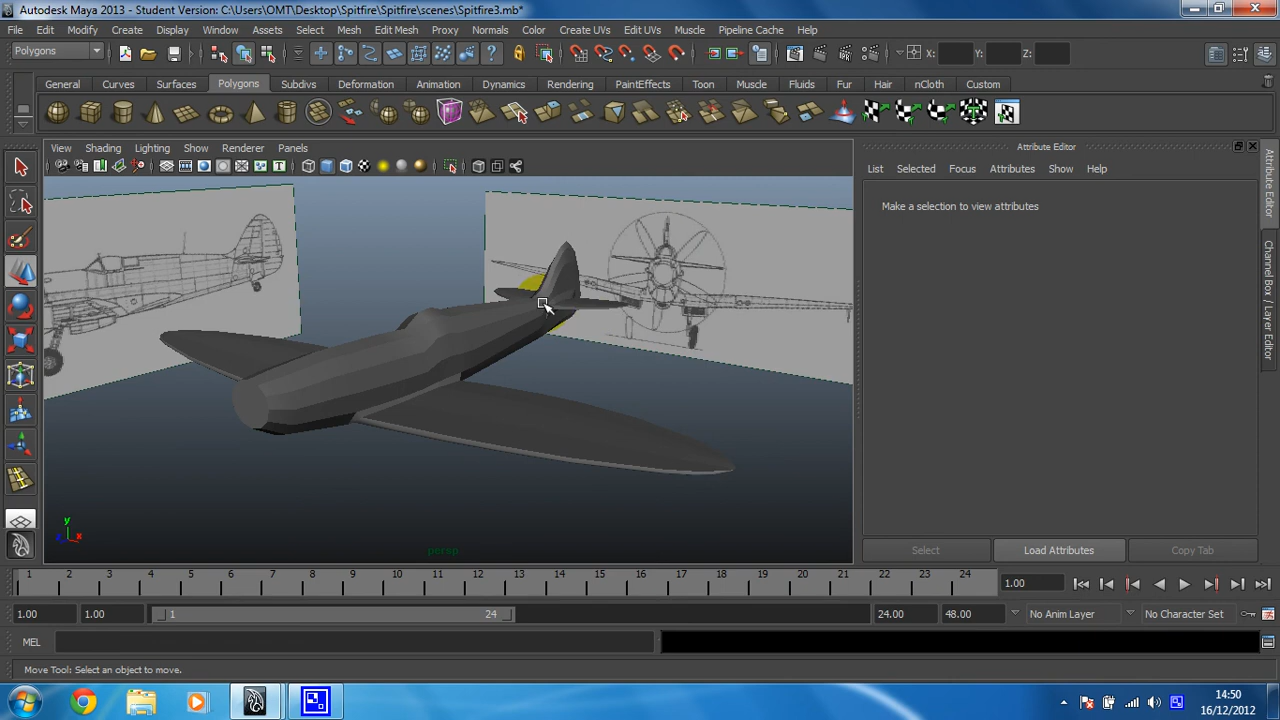 Autodesk Maya 2013 - Student Version: C:\Users\OMT\Desktop\Spitfire\Spitfire\scenes\Spitfire3.mb*
File Edit Modify Create Display Window Assets Select Mesh Edit Mesh Proxy Normals Color Create UVs Edit UVs Muscle Pipeline Cache Help
Polygons X: Y: Z:
General Curves Surfaces Polygons Subdivs Deformation Animation Dynamics Rendering PaintEffects Toon Muscle Fluids Fur Hair nCloth Custom
View Shading Lighting Show Renderer Panels
Attribute Editor
List Selected Focus Attributes Show Help
Make a selection to view attributes
Attribute Editor
Channel Box / Layer Editor
y
x
persp
Select Load Attributes Copy Tab
1 2 3 4 5 6 7 8 9 10 11 12 13 14 15 16 17 18 19 20 21 22 23 24 1.00
1.00 1.00 1 24 24.00 48.00 No Anim Layer No Character Set
MEL
Move Tool: Select an object to move.
14:50
16/12/2012